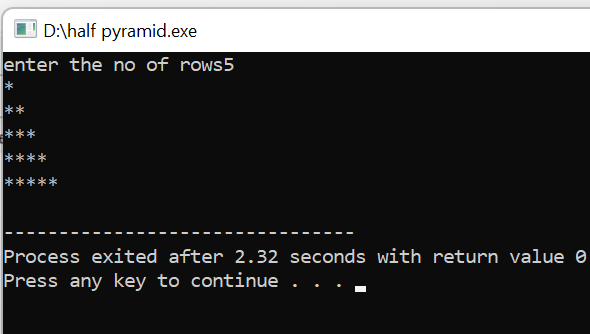 D:\half pyramid.exe
enter the no of rows5
*
**
***
****
*****
--------------------------------
Process exited after 2.32 seconds with return value 0
Press any key to continue . . .